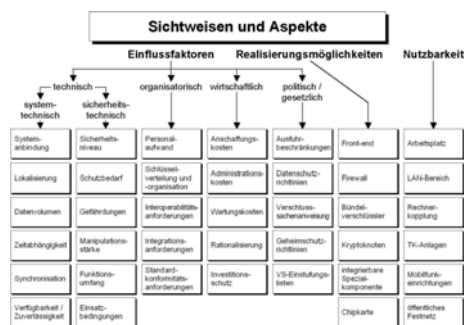 Sichtweisen und Aspekte
Einflussfaktoren
Realisierungsmöglichkeiten
Nutzbarkeit
technisch
organisatorisch
wirtschaftlich
politisch /
gesetzlich
system-
technisch
sicherheits-
technisch
System-
anbindung
Sicherheits-
niveau
Personal-
aufwand
Anschaffungs-
kosten
Ausfuhr-
beschränkungen
Front-end
Arbeitsplatz
Lokalisierung
Schutzbedarf
Schlüssel-
verteilung und
-organisation
Administrations-
kosten
Datenschutz-
richtlinien
Firewall
LAN-Bereich
Datenvolumen
Gefährdungen
Interoperabilitäts-
anforderungen
Wartungskosten
Verschluss-
sachenanweisung
Bündel-
verschlüssler
Rechner-
kopplung
Zeitabhängigkeit
Manipulations-
stärke
Integrations-
anforderungen
Rationalisierung
Geheimschutz-
richtlinien
Kryptoknoten
TK-Anlagen
Synchronisation
Funktions-
umfang
Standard-
konformitäts-
anforderungen
Investitions-
schutz
VS-Einstufungs-
listen
integrierbare
Spezial-
komponente
Mobilfunk-
einrichtungen
Verfügbarkeit /
Zuverlässigkeit
Einsatz-
bedingungen
Chipkarte
öffentliches
Festnetz